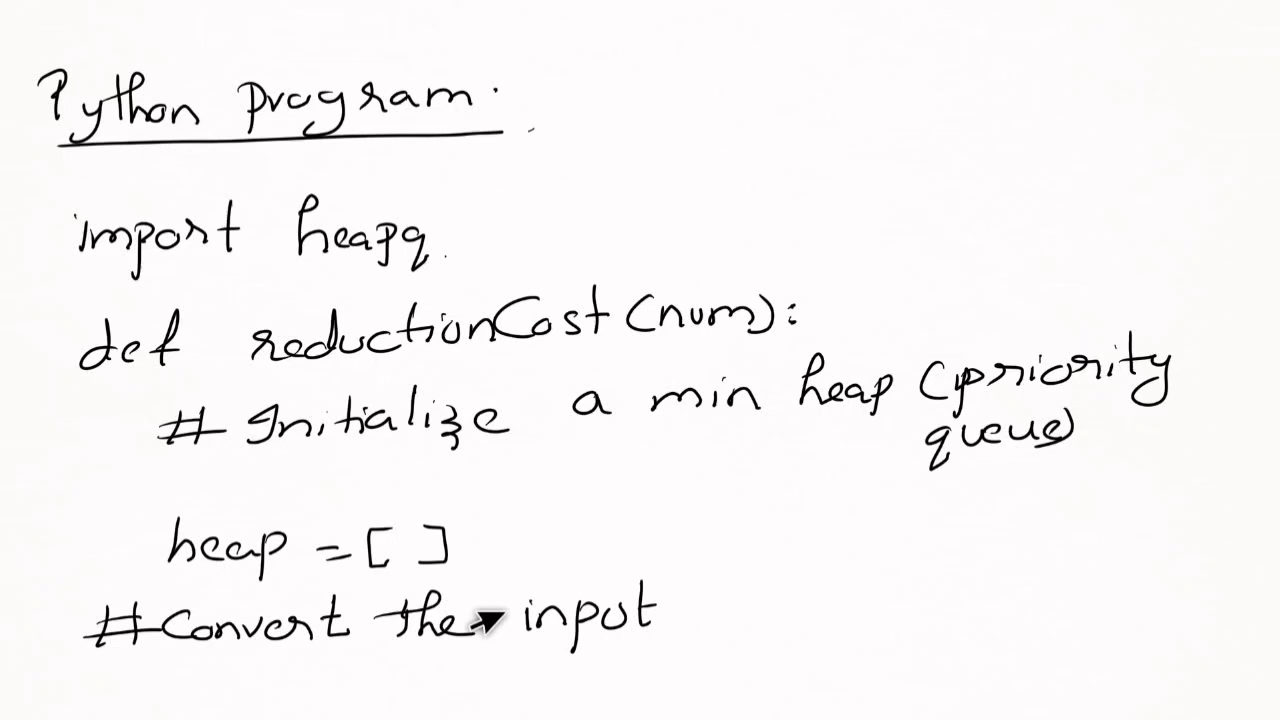 Python program.
import heapq
def reductionCost (num):
# Initialize a min heap (priority
queue)
heap = [ ]
# Convert the input